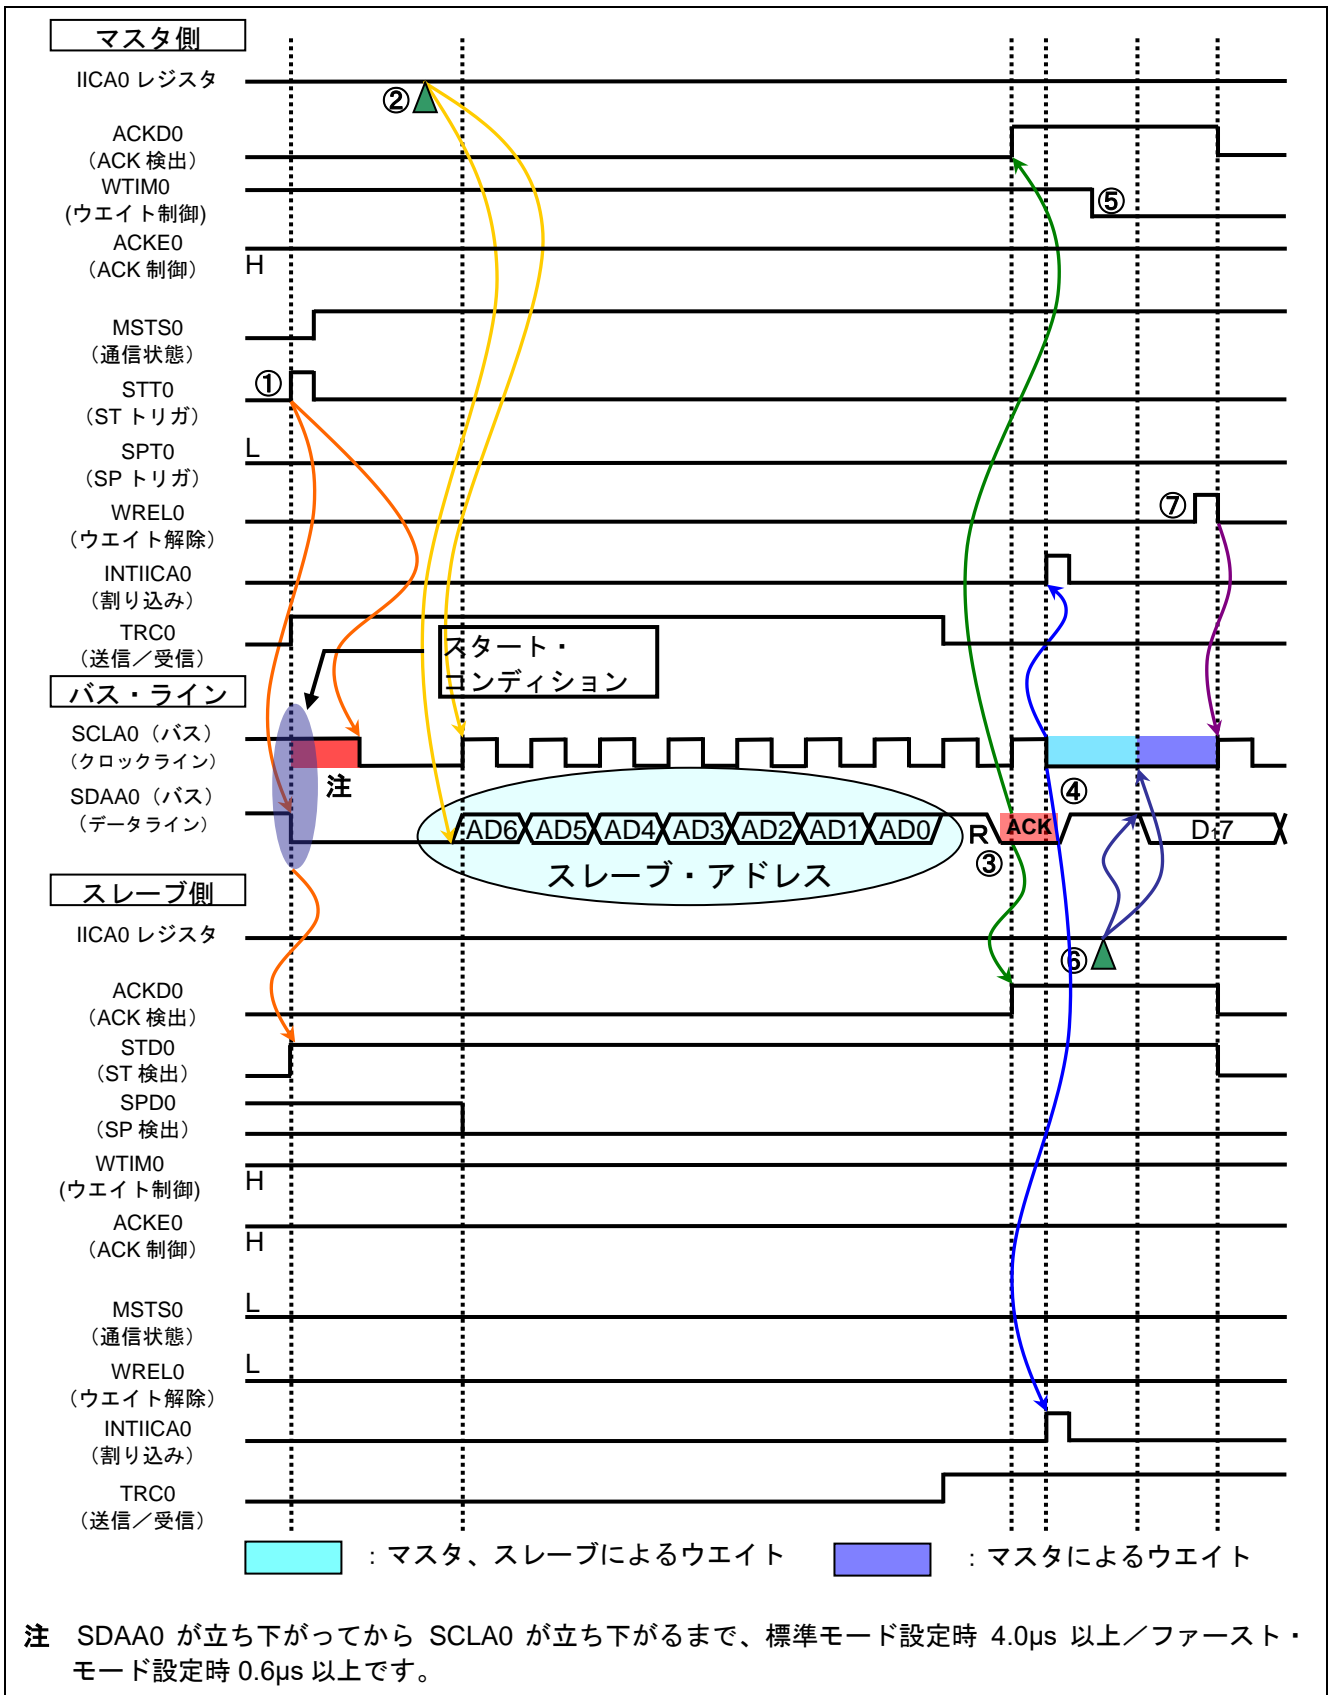 マスタ側
IICA0 レジスタ
②
ACKD0
（ACK 検出）
WTIM0
(ウエイト制御)
⑤
ACKE0
（ACK 制御）
H
MSTS0
（通信状態）
①
STT0
（ST トリガ）
SPT0
（SP トリガ）
L
WREL0
（ウエイト解除）
⑦
INTIICA0
（割り込み）
TRC0
（送信／受信）
スタート・
コンディション
バス・ライン
SCLA0（バス）
（クロックライン）
注
④
SDAA0（バス）
（データライン）
AD6 AD5 AD4 AD3 AD2 AD1 AD0 R ACK D₁7
スレーブ・アドレス
③
スレーブ側
IICA0 レジスタ
⑥
ACKD0
（ACK 検出）
STD0
（ST 検出）
SPD0
（SP 検出）
WTIM0
(ウエイト制御)
H
ACKE0
（ACK 制御）
H
MSTS0
（通信状態）
L
WREL0
（ウエイト解除）
L
INTIICA0
（割り込み）
TRC0
（送信／受信）
：マスタ、スレーブによるウエイト
：マスタによるウエイト
注 SDAA0 が立ち下がってから SCLA0 が立ち下がるまで、標準モード設定時 4.0μs 以上／ファースト・
モード設定時 0.6μs 以上です。